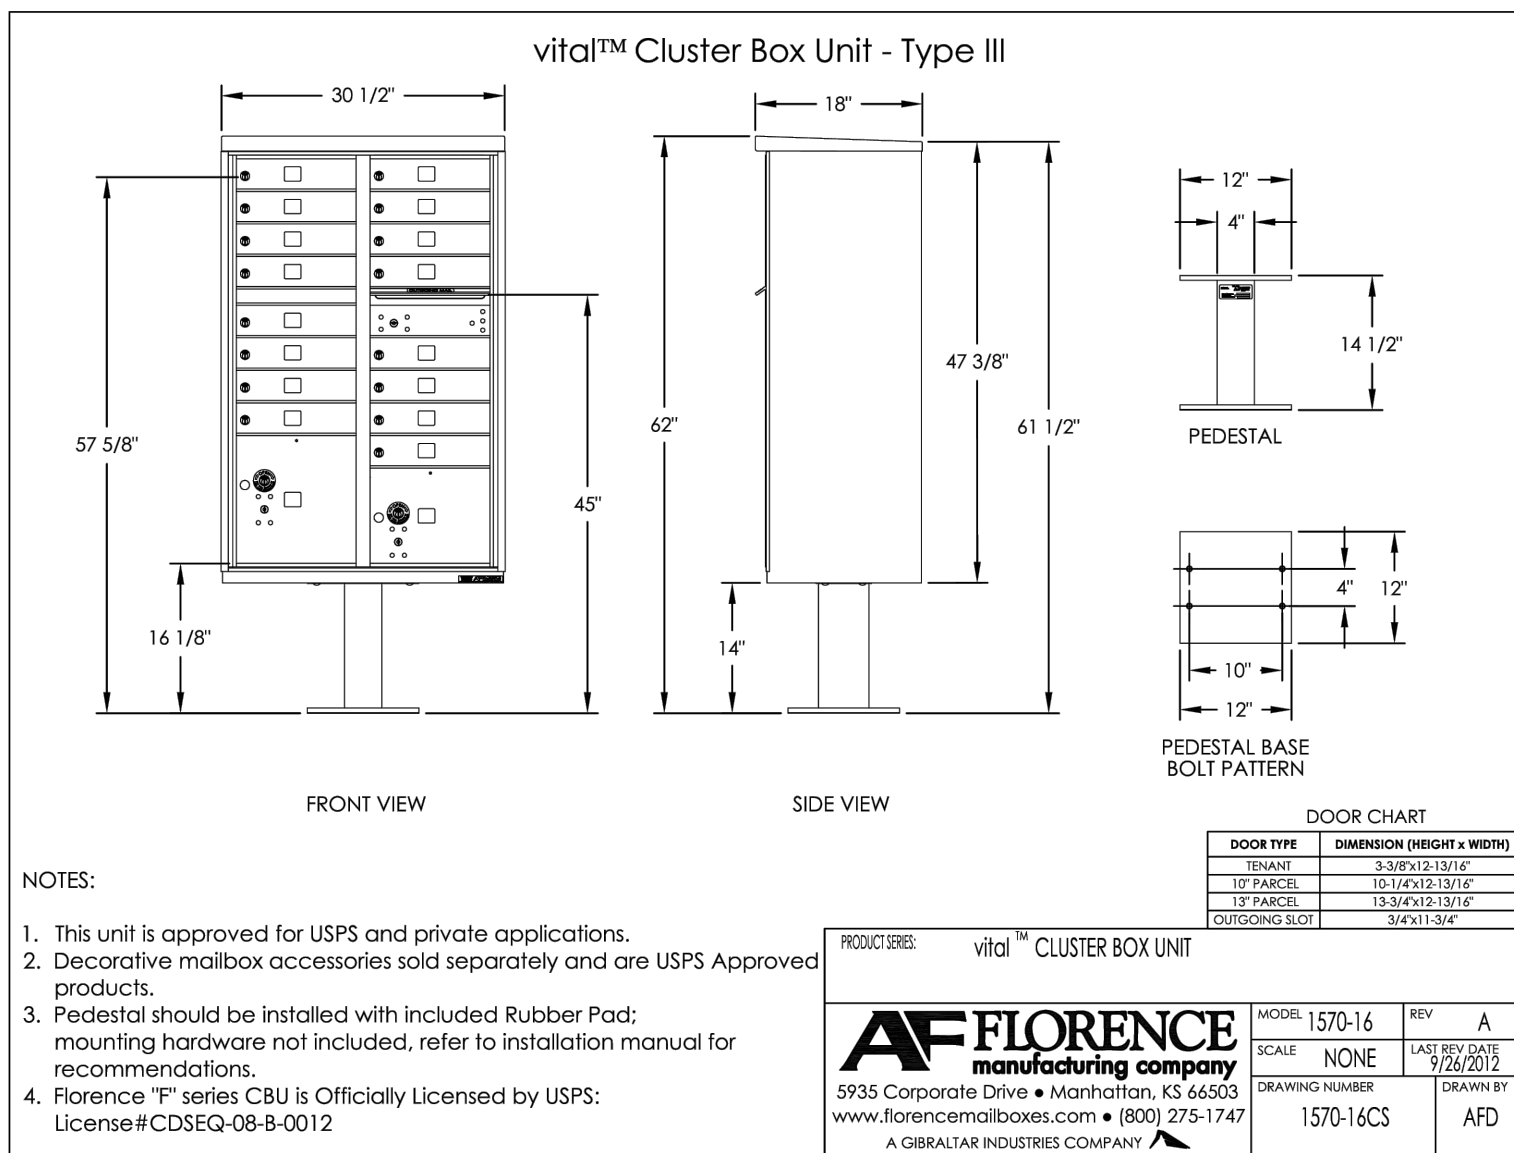 vital™ Cluster Box Unit - Type III
30 1/2"
18"
12"
4"
OUTGOING MAIL
14 1/2"
47 3/8"
57 5/8"
62"
61 1/2"
PEDESTAL
45"
4"
12"
16 1/8"
14"
10"
12"
PEDESTAL BASE
BOLT PATTERN
FRONT VIEW
SIDE VIEW
DOOR CHART
DOOR TYPE DIMENSION (HEIGHT x WIDTH)
TENANT 3-3/8"x12-13/16"
10" PARCEL 10-1/4"x12-13/16"
13" PARCEL 13-3/4"x12-13/16"
OUTGOING SLOT 3/4"x11-3/4"
NOTES:
1. This unit is approved for USPS and private applications.
2. Decorative mailbox accessories sold separately and are USPS Approved
products.
3. Pedestal should be installed with included Rubber Pad;
mounting hardware not included, refer to installation manual for
recommendations.
4. Florence "F" series CBU is Officially Licensed by USPS:
License#CDSEQ-08-B-0012
PRODUCT SERIES: vital ™ CLUSTER BOX UNIT
AF FLORENCE
manufacturing company
5935 Corporate Drive ● Manhattan, KS 66503
www.florencemailboxes.com ● (800) 275-1747
A GIBRALTAR INDUSTRIES COMPANY
MODEL 1570-16
REV A
SCALE NONE
LAST REV DATE
9/26/2012
DRAWING NUMBER
1570-16CS
DRAWN BY
AFD